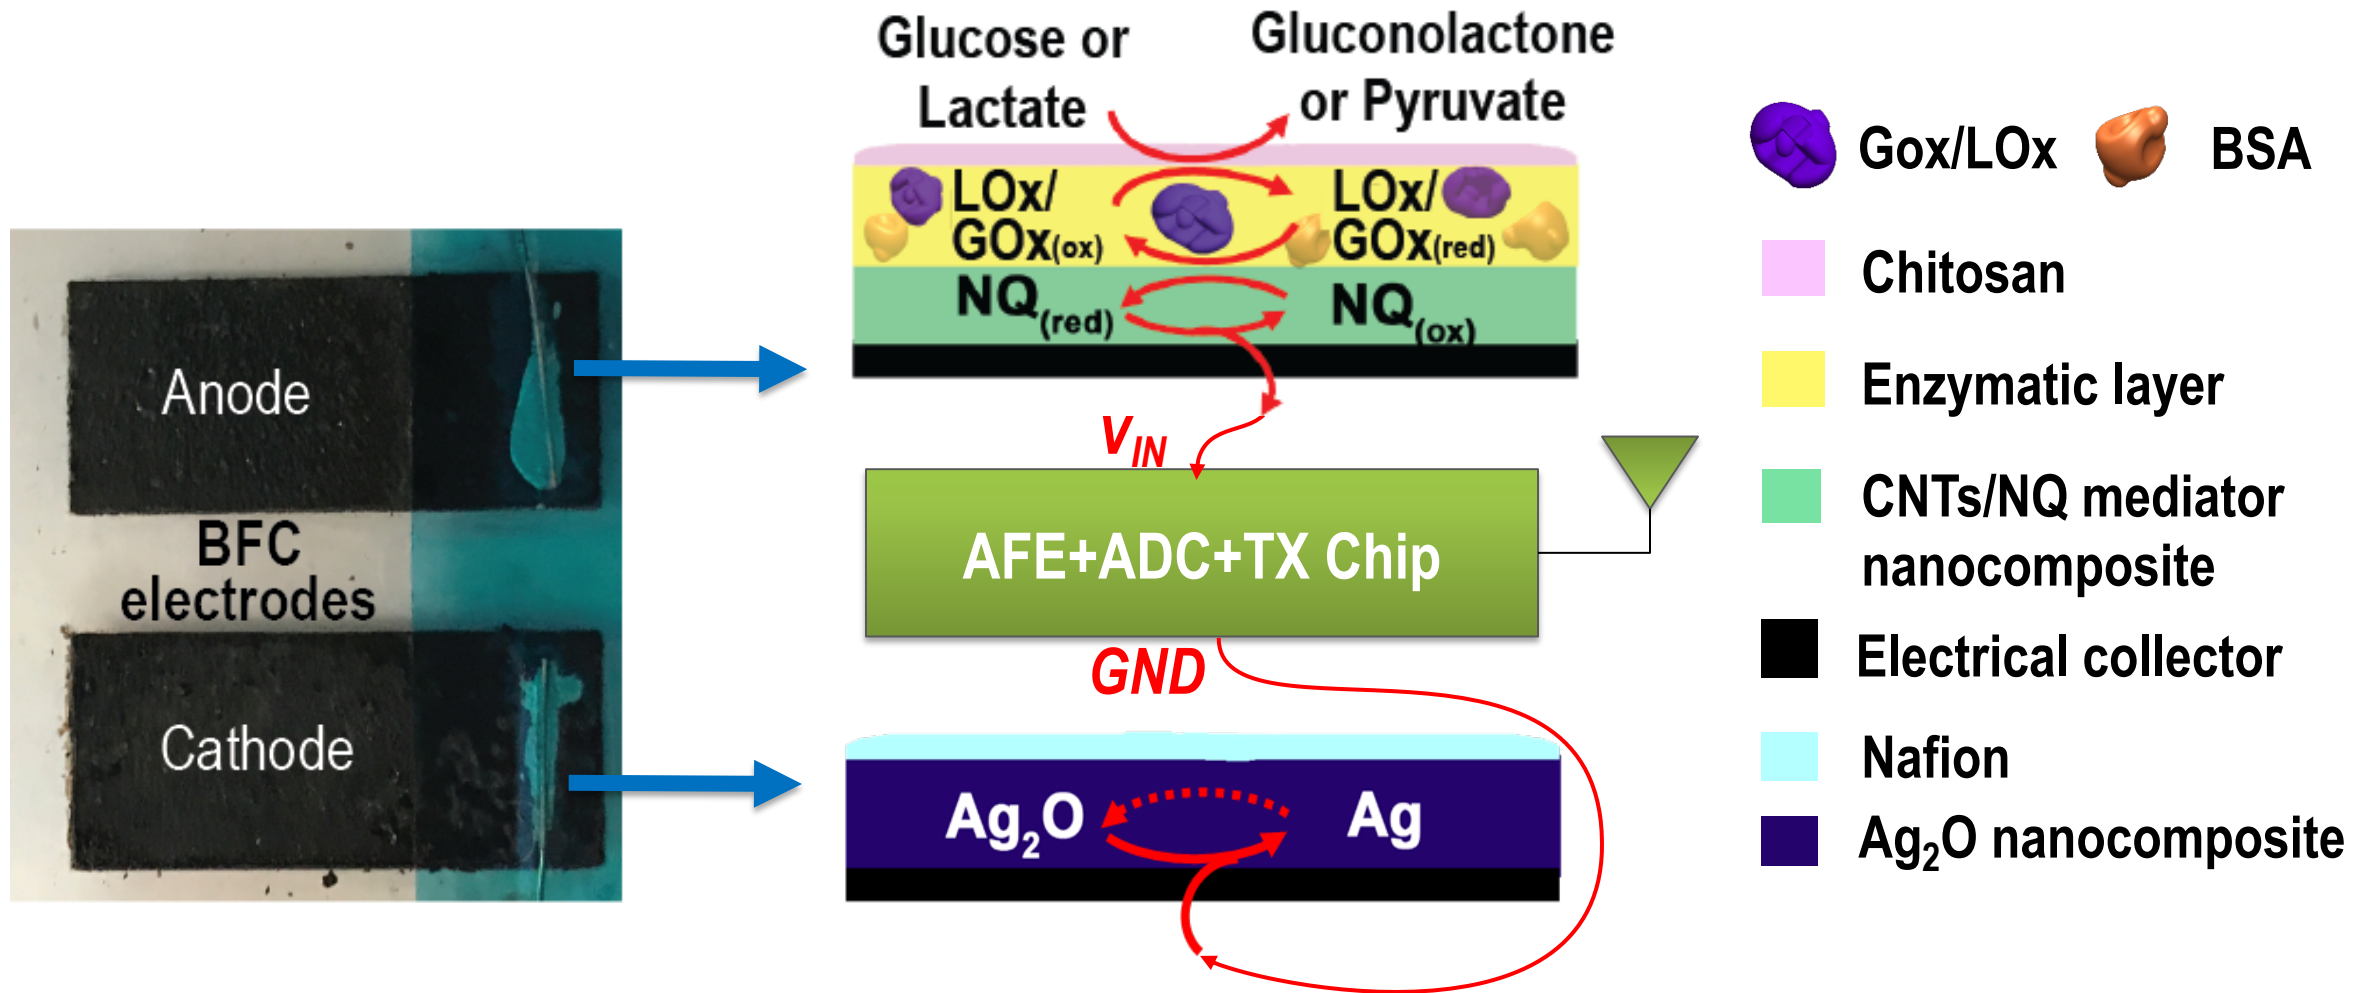 Glucose or
Lactate
Gluconolactone
or Pyruvate
LOx/
GOx(ox)
LOx/
GOx(red)
NQ(red)
NQ(ox)
Anode
BFC
electrodes
Cathode
VIN
AFE+ADC+TX Chip
GND
Ag2O
Ag
Gox/LOx
BSA
Chitosan
Enzymatic layer
CNTs/NQ mediator
nanocomposite
Electrical collector
Nafion
Ag2O nanocomposite